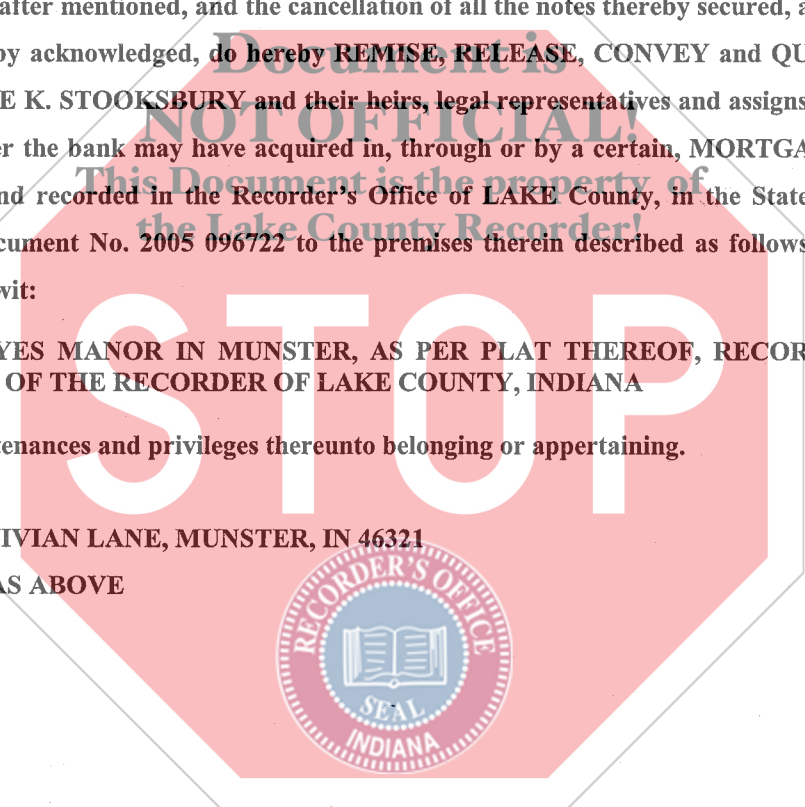 after mentioned, and the cancellation of all the notes thereby secured, a
Document is
by acknowledged, do hereby REMISE, RELEASE, CONVEY and QU
E K. STOOKSBURY and their heirs, legal representatives and assigns
NOT OFFICIAL!
er the bank may have acquired in, through or by a certain, MORTGA
This Document is the property of
nd recorded in the Recorder's Office of LAKE County, in the State
the Lake County Recorder!
cument No. 2005 096722 to the premises therein described as follows
wit:
YES MANOR IN MUNSTER, AS PER PLAT THEREOF, RECOR
OF THE RECORDER OF LAKE COUNTY, INDIANA
STOP
tenances and privileges thereunto belonging or appertaining.
IVIAN LANE, MUNSTER, IN 46321
AS ABOVE
RECORDER'S OFFICE
SEAL
INDIANA